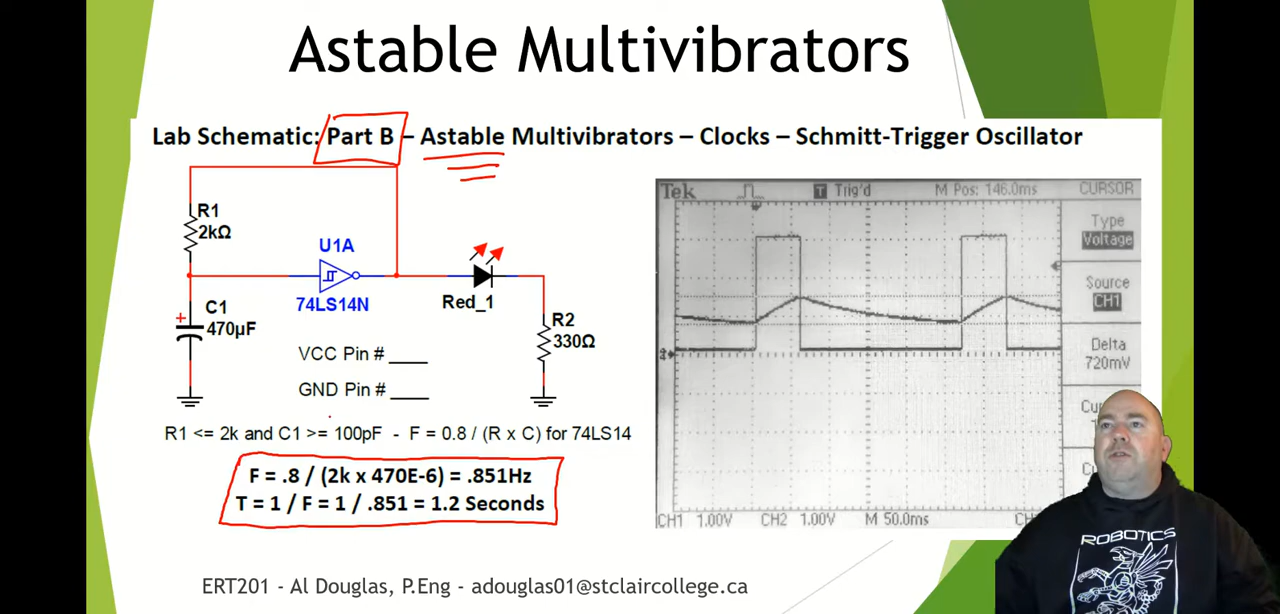 Astable Multivibrators
Lab Schematic: Part B – Astable Multivibrators – Clocks – Schmitt-Trigger Oscillator
R1
2kΩ
U1A
74LS14N
C1
470µF
+
Red_1
R2
330Ω
VCC Pin # ____
GND Pin # ____
R1 <= 2k and C1 >= 100pF - F = 0.8 / (R x C) for 74LS14
F = .8 / (2k x 470E-6) = .851Hz
T = 1 / F = 1 / .851 = 1.2 Seconds
Tek T Trig'd M Pos: 146.0ms CURSOR
Type
Voltage
Source
CH1
Delta
720mV
CH1 1.00V CH2 1.00V M 50.0ms
ROBOTICS
ERT201 - Al Douglas, P.Eng - adouglas01@stclaircollege.ca